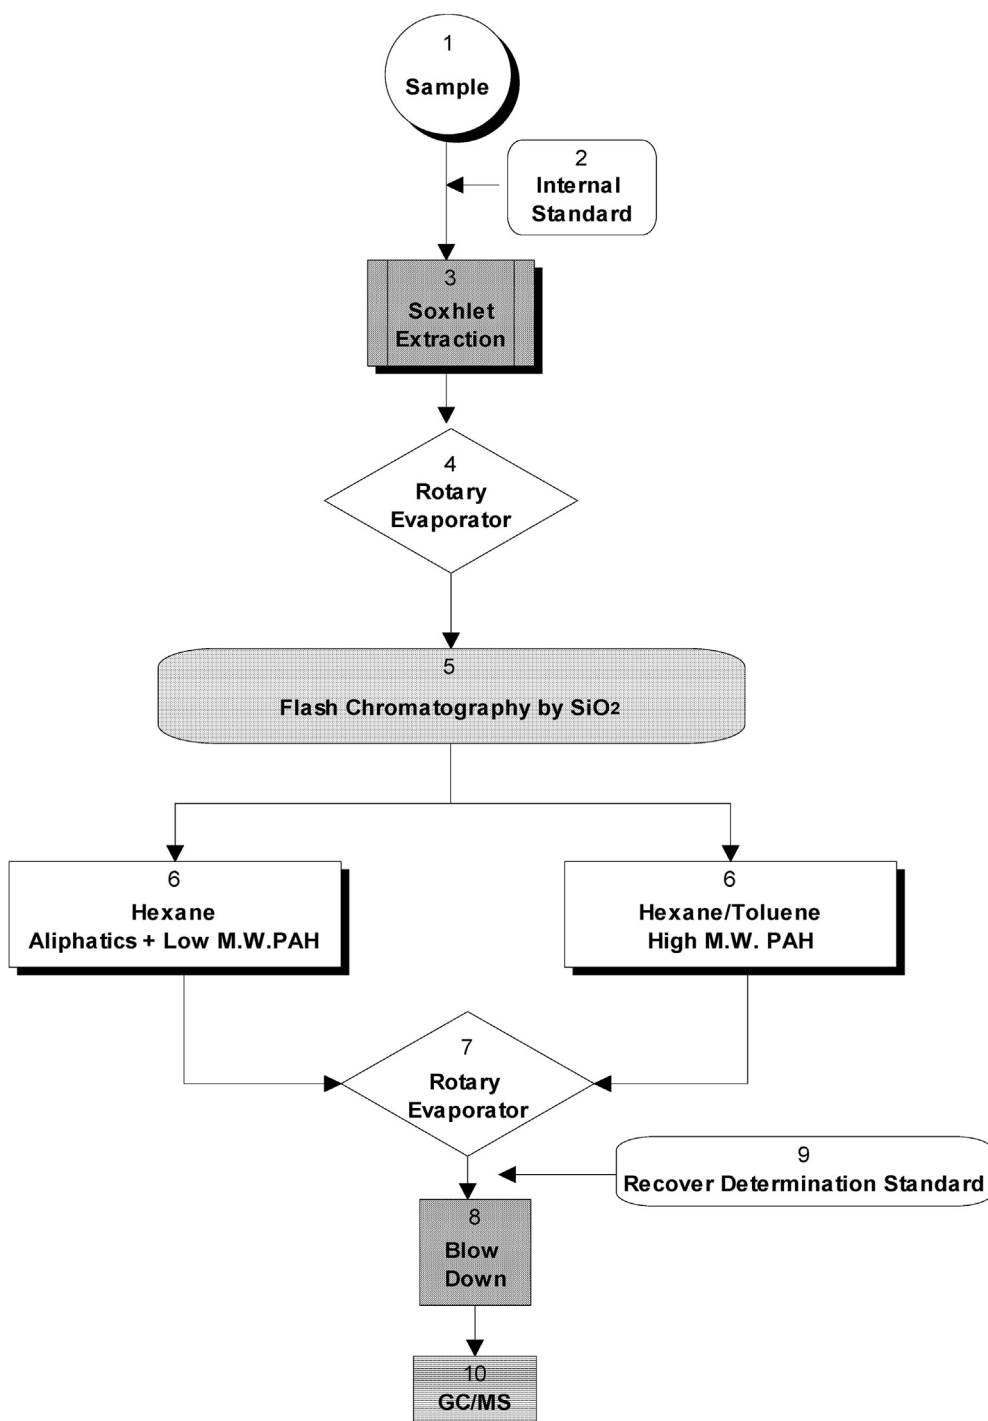 1
Sample
2
Internal
Standard
3
Soxhlet
Extraction
4
Rotary
Evaporator
5
Flash Chromatography by SiO2
6
Hexane
Aliphatics + Low M.W.PAH
6
Hexane/Toluene
High M.W. PAH
7
Rotary
Evaporator
9
Recover Determination Standard
8
Blow
Down
10
GC/MS